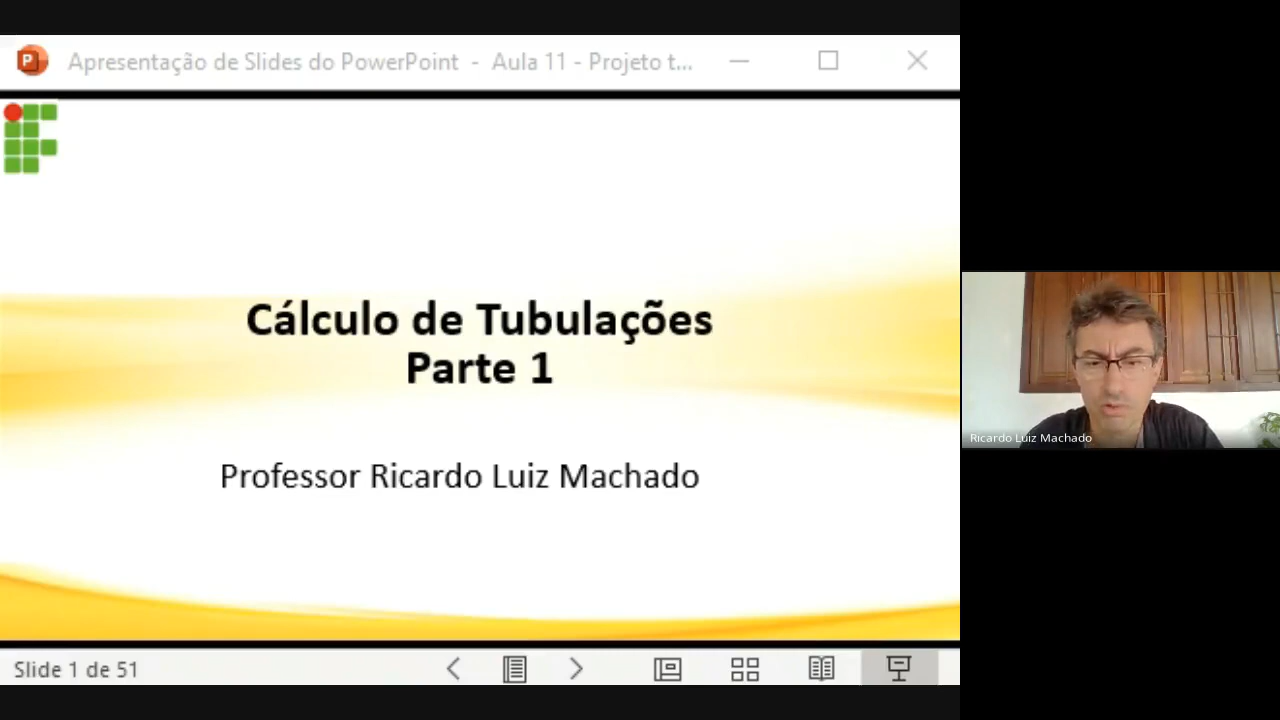 Apresentação de Slides do PowerPoint - Aula 11 - Projeto t...
Cálculo de Tubulações
Parte 1
Professor Ricardo Luiz Machado
Ricardo Luiz Machado
Slide 1 de 51